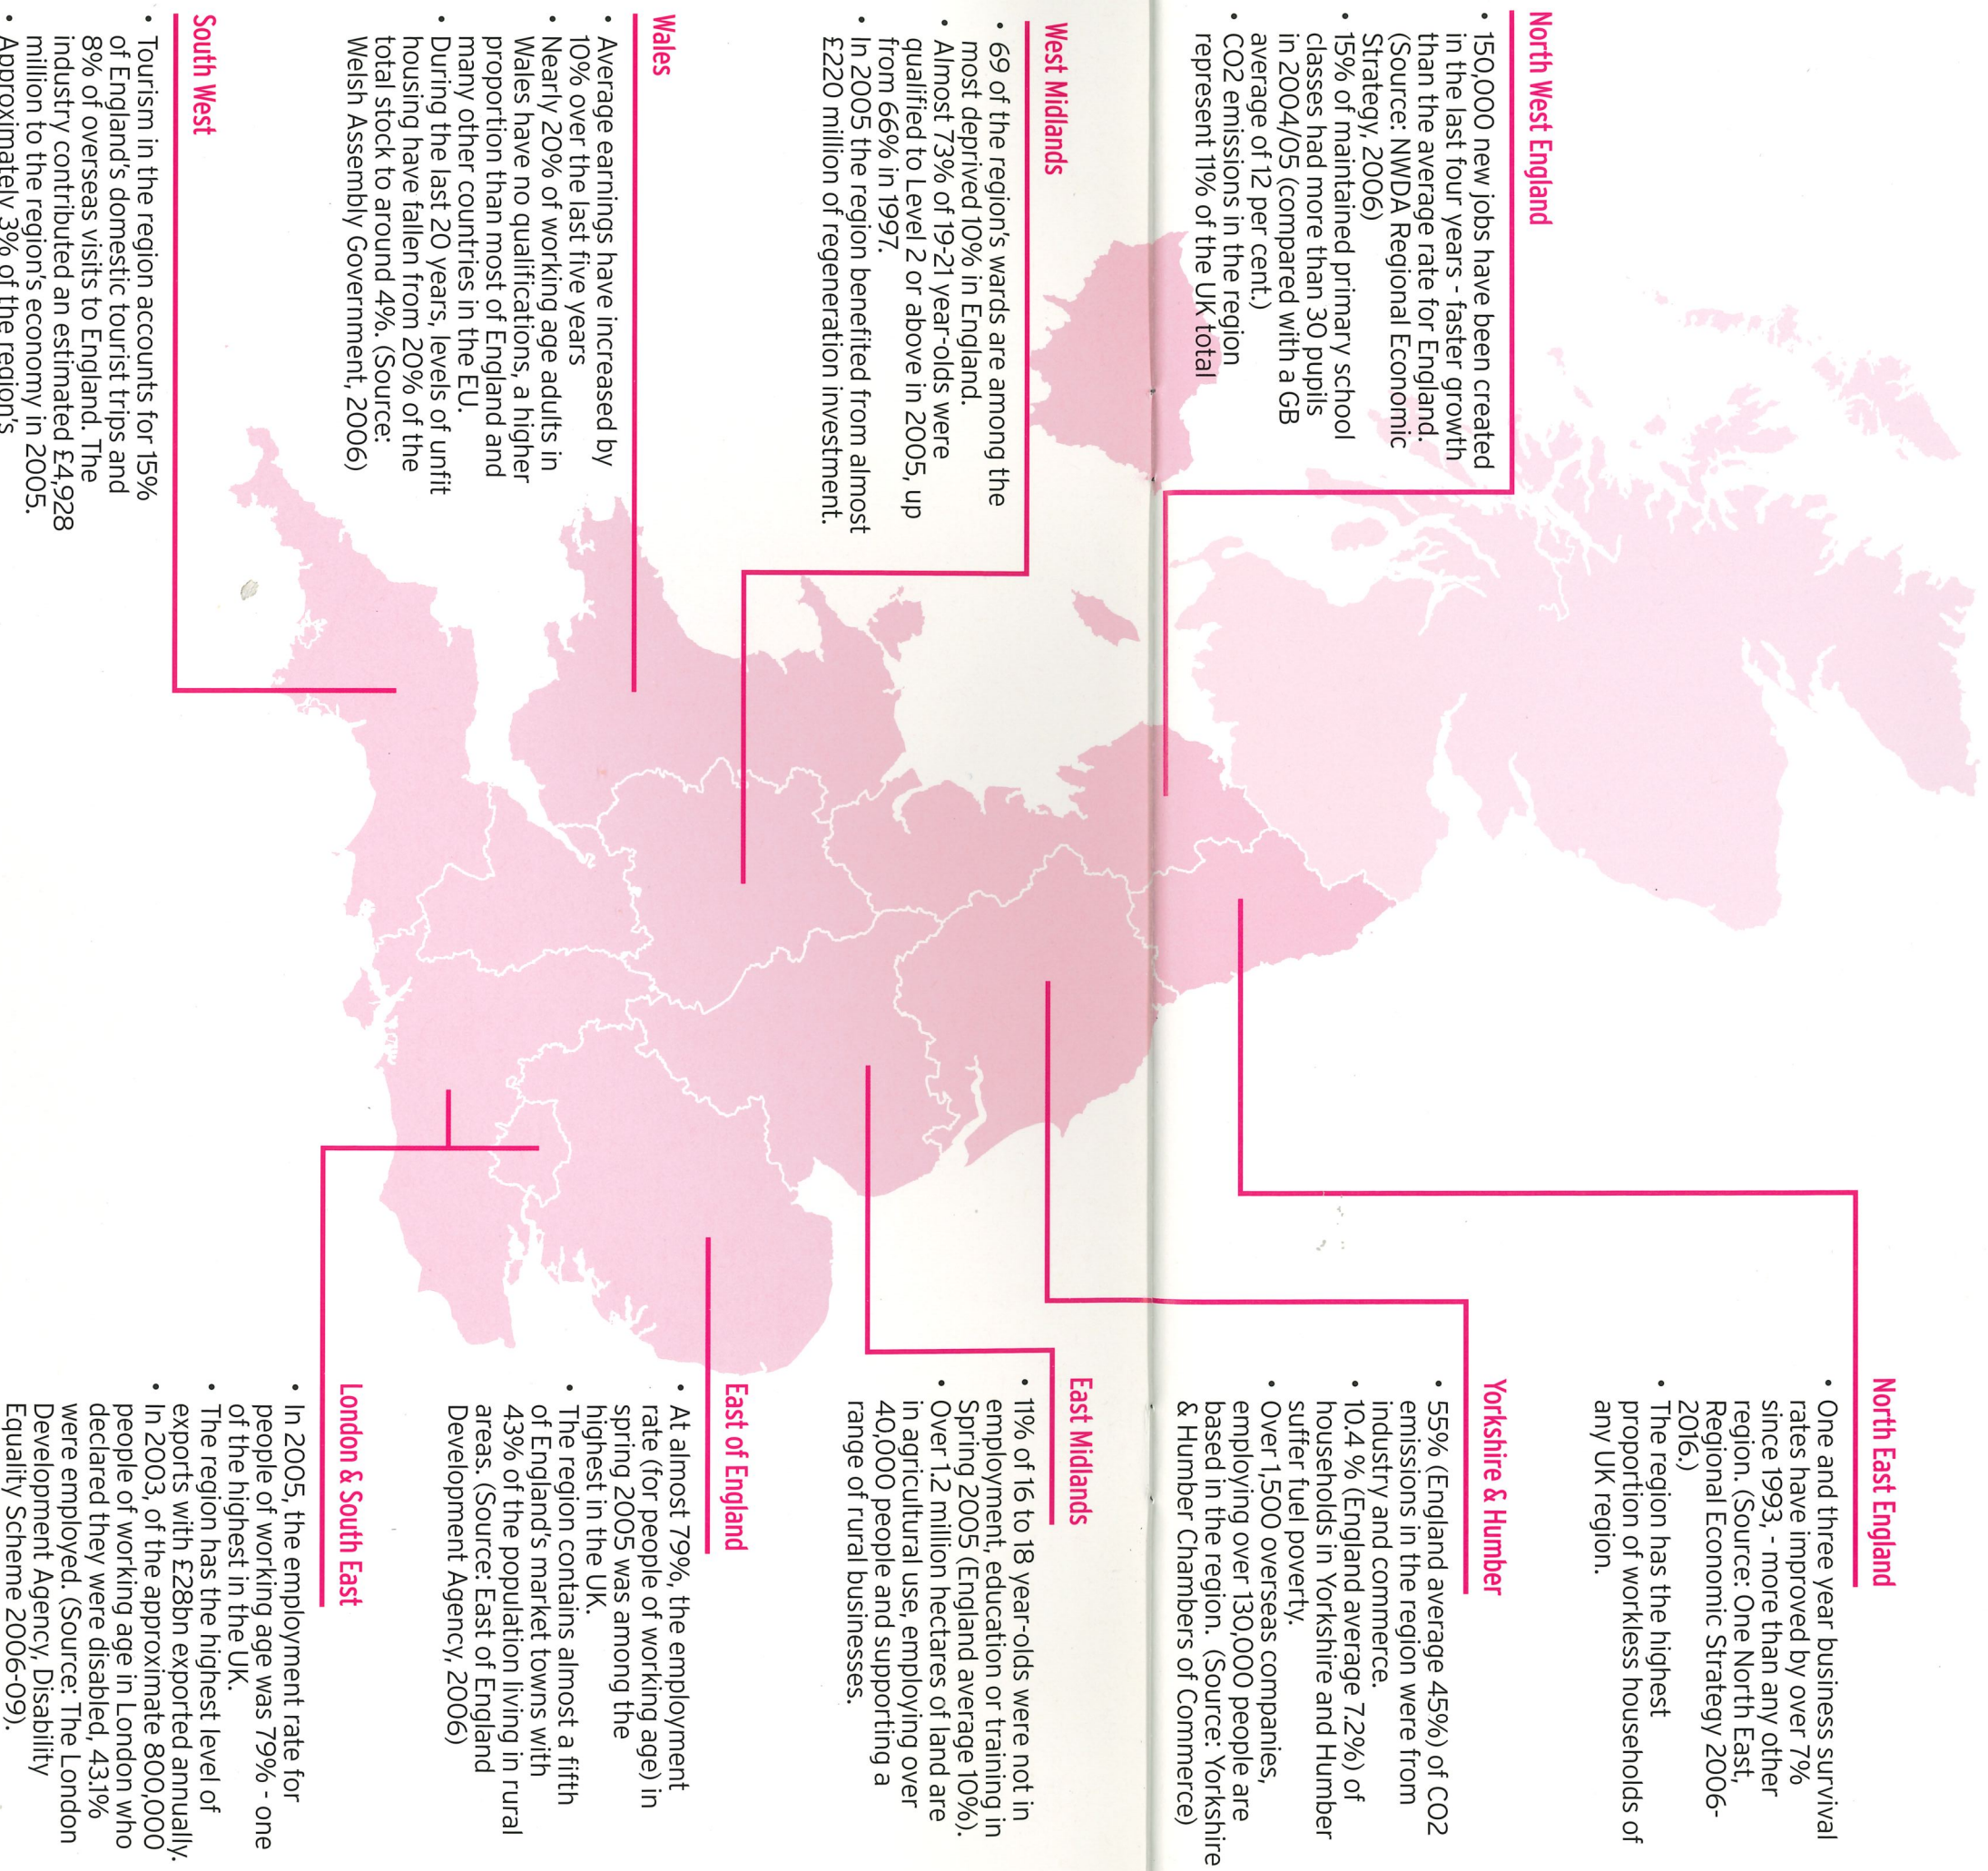 North West England
• 150,000 new jobs have been created
in the last four years - faster growth
than the average rate for England.
(Source: NWDA Regional Economic
Strategy, 2006)
• 15% of maintained primary school
classes had more than 30 pupils
in 2004/05 (compared with a GB
average of 12 per cent.)
• CO2 emissions in the region
represent 11% of the UK total
West Midlands
• 69 of the region's wards are among the
most deprived 10% in England.
• Almost 73% of 19-21 year-olds were
qualified to Level 2 or above in 2005, up
from 66% in 1997.
• In 2005 the region benefited from almost
£220 million of regeneration investment.
Wales
• Average earnings have increased by
10% over the last five years
• Nearly 20% of working age adults in
Wales have no qualifications, a higher
proportion than most of England and
many other countries in the EU.
• During the last 20 years, levels of unfit
housing have fallen from 20% of the
total stock to around 4%. (Source:
Welsh Assembly Government, 2006)
South West
• Tourism in the region accounts for 15%
of England's domestic tourist trips and
8% of overseas visits to England. The
industry contributed an estimated £4,928
million to the region's economy in 2005.
• Approximately 3% of the region's
North East England
• One and three year business survival
rates have improved by over 7%
since 1993, - more than any other
region. (Source: One North East,
Regional Economic Strategy 2006-
2016.)
• The region has the highest
proportion of workless households of
any UK region.
Yorkshire & Humber
• 55% (England average 45%) of CO2
emissions in the region were from
industry and commerce.
• 10.4 % (England average 7.2%) of
households in Yorkshire and Humber
suffer fuel poverty.
• Over 1,500 overseas companies,
employing over 130,000 people are
based in the region. (Source: Yorkshire
& Humber Chambers of Commerce)
East Midlands
• 11% of 16 to 18 year-olds were not in
employment, education or training in
Spring 2005 (England average 10%).
• Over 1.2 million hectares of land are
in agricultural use, employing over
40,000 people and supporting a
range of rural businesses.
East of England
• At almost 79%, the employment
rate (for people of working age) in
spring 2005 was among the
highest in the UK.
• The region contains almost a fifth
of England's market towns with
43% of the population living in rural
areas. (Source: East of England
Development Agency, 2006)
London & South East
• In 2005, the employment rate for
people of working age was 79% - one
of the highest in the UK.
• The region has the highest level of
exports with £28bn exported annually.
• In 2003, of the approximate 800,000
people of working age in London who
declared they were disabled, 43.1%
were employed. (Source: The London
Development Agency, Disability
Equality Scheme 2006-09).